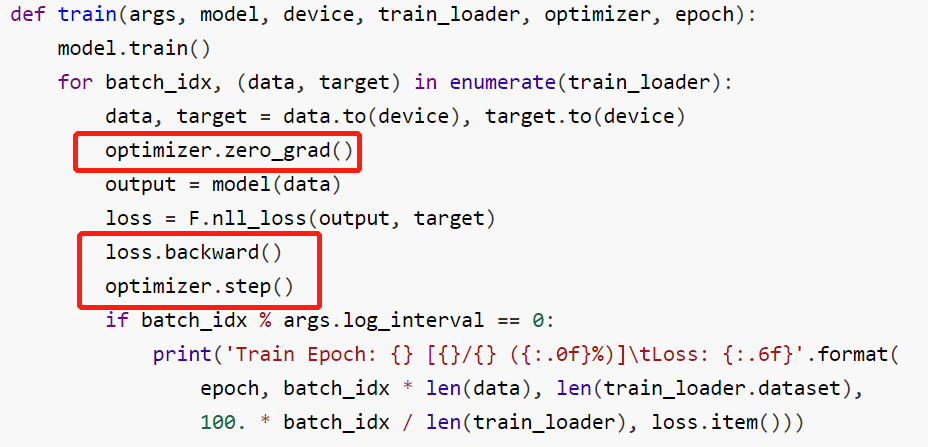 def train(args, model, device, train_loader, optimizer, epoch):
    model.train()
    for batch_idx, (data, target) in enumerate(train_loader):
        data, target = data.to(device), target.to(device)
        optimizer.zero_grad()
        output = model(data)
        loss = F.nll_loss(output, target)
        loss.backward()
        optimizer.step()
        if batch_idx % args.log_interval == 0:
            print('Train Epoch: {} [{}/{} ({:.0f}%)]\tLoss: {:.6f}'.format(
                epoch, batch_idx * len(data), len(train_loader.dataset),
                100. * batch_idx / len(train_loader), loss.item()))